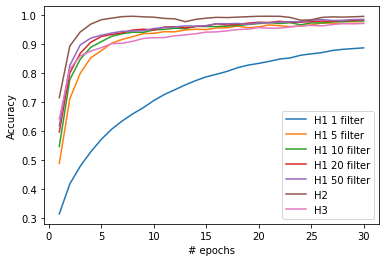 1.0
0.9
0.8
0.7
0.6
0.5
0.4
0.3
Accuracy
0 5 10 15 20 25 30
# epochs
H1 1 filter
H1 5 filter
H1 10 filter
H1 20 filter
H1 50 filter
H2
H3